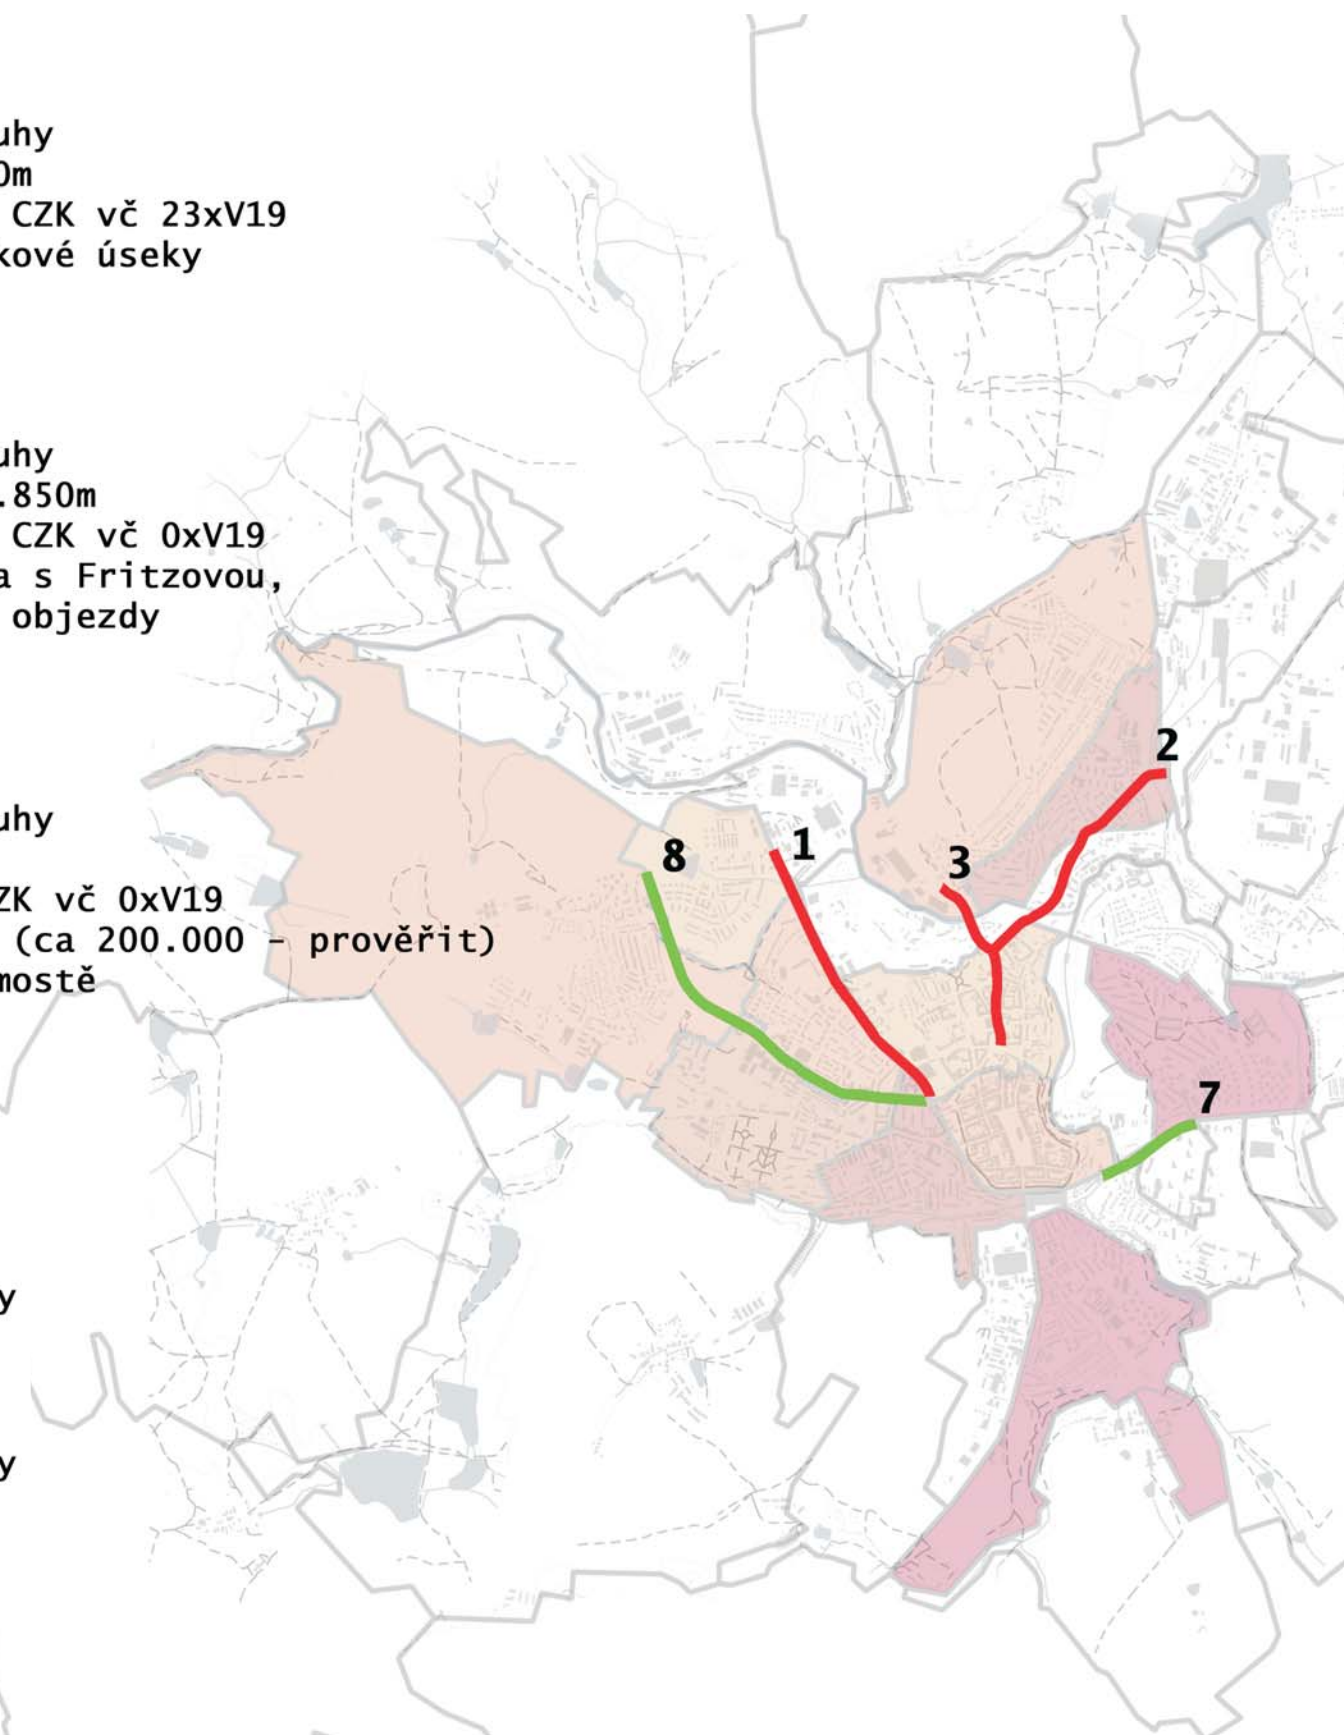 uhy
0m
CZK vč 23xV19
kové úseky
uhy
.850m
CZK vč 0xV19
a s Fritzovou,
objezdy
uhy
ZK vč 0xV19
(ca 200.000 – prověřit)
mostě
y
y
2
1
8
3
7